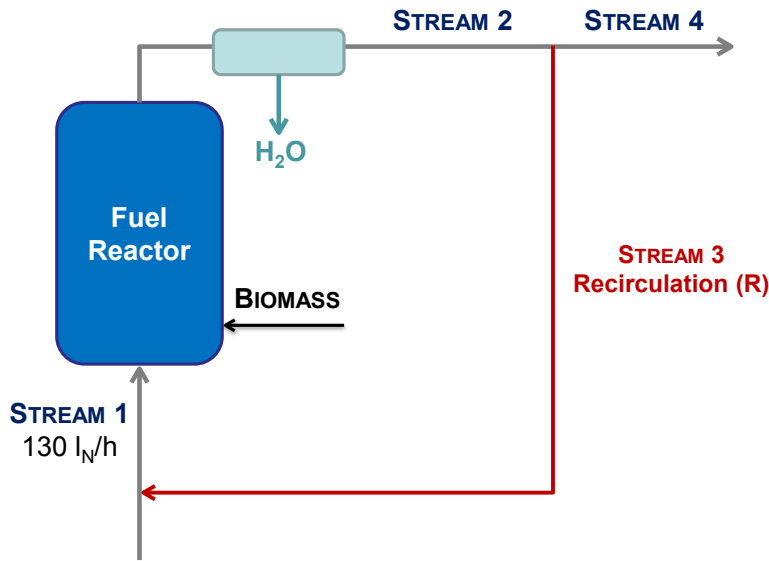 STREAM 2
STREAM 4
H₂O
Fuel
Reactor
STREAM 3
Recirculation (R)
BIOMASS
STREAM 1
130 lN/h